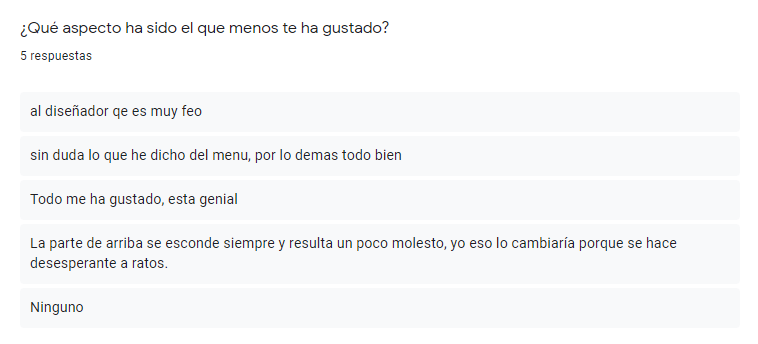 ¿Qué aspecto ha sido el que menos te ha gustado?
5 respuestas
al diseñador qe es muy feo
sin duda lo que he dicho del menu, por lo demas todo bien
Todo me ha gustado, esta genial
La parte de arriba se esconde siempre y resulta un poco molesto, yo eso lo cambiaría porque se hace
desesperante a ratos.
Ninguno